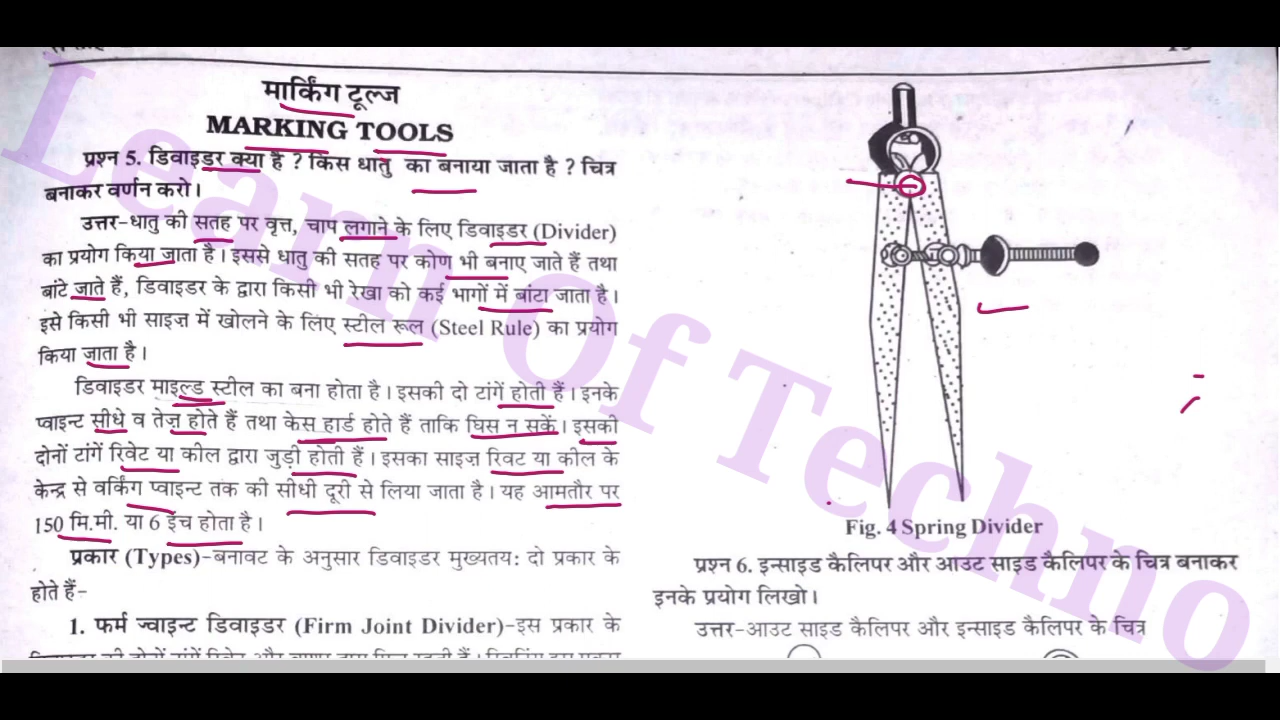 मार्किंग टूल्ज
MARKING TOOLS
प्रश्न 5. डिवाइडर क्या है ? किस धातु का बनाया जाता है ? चित्र
बनाकर वर्णन करो।
उत्तर-धातु की सतह पर वृत्त, चाप लगाने के लिए डिवाइडर (Divider)
का प्रयोग किया जाता है। इससे धातु की सतह पर कोण भी बनाए जाते हैं तथा
बांटे जाते हैं, डिवाइडर के द्वारा किसी भी रेखा को कई भागों में बांटा जाता है।
इसे किसी भी साइज़ में खोलने के लिए स्टील रूल (Steel Rule) का प्रयोग
किया जाता है।
डिवाइडर माइल्ड स्टील का बना होता है। इसकी दो टांगें होती हैं। इनके
प्वाइन्ट सीधे व तेज़ होते हैं तथा केस हार्ड होते हैं ताकि घिस न सकें। इसकी
दोनों टांगें रिवेट या कील द्वारा जुड़ी होती हैं। इसका साइज़ रिवट या कील के
केन्द्र से वर्किंग प्वाइन्ट तक की सीधी दूरी से लिया जाता है। यह आमतौर पर
150 मि.मी. या 6 इंच होता है।
प्रकार (Types)-बनावट के अनुसार डिवाइडर मुख्यतय: दो प्रकार के
होते हैं-
1. फर्म ज्वाइन्ट डिवाइडर (Firm Joint Divider)-इस प्रकार के
Fig. 4 Spring Divider
प्रश्न 6. इन्साइड कैलिपर और आउट साइड कैलिपर के चित्र बनाकर
इनके प्रयोग लिखो।
उत्तर-आउट साइड कैलिपर और इन्साइड कैलिपर के चित्र
Learn Of Techno